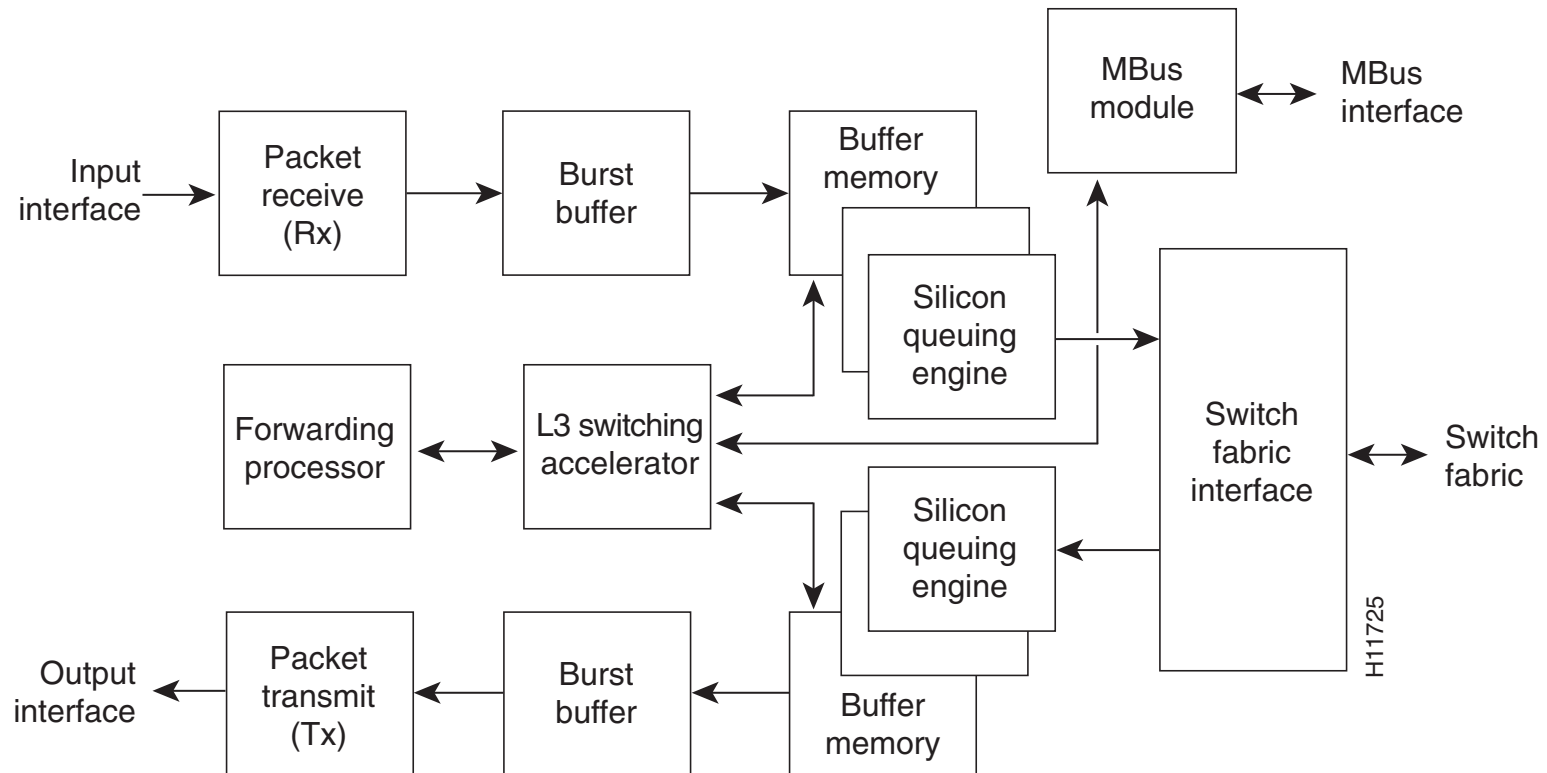 MBus
module
MBus
interface
Input
interface
Packet
receive
(Rx)
Burst
buffer
Buffer
memory
Silicon
queuing
engine
Forwarding
processor
L3 switching
accelerator
Switch
fabric
interface
Switch
fabric
Silicon
queuing
engine
Output
interface
Packet
transmit
(Tx)
Burst
buffer
Buffer
memory
H11725